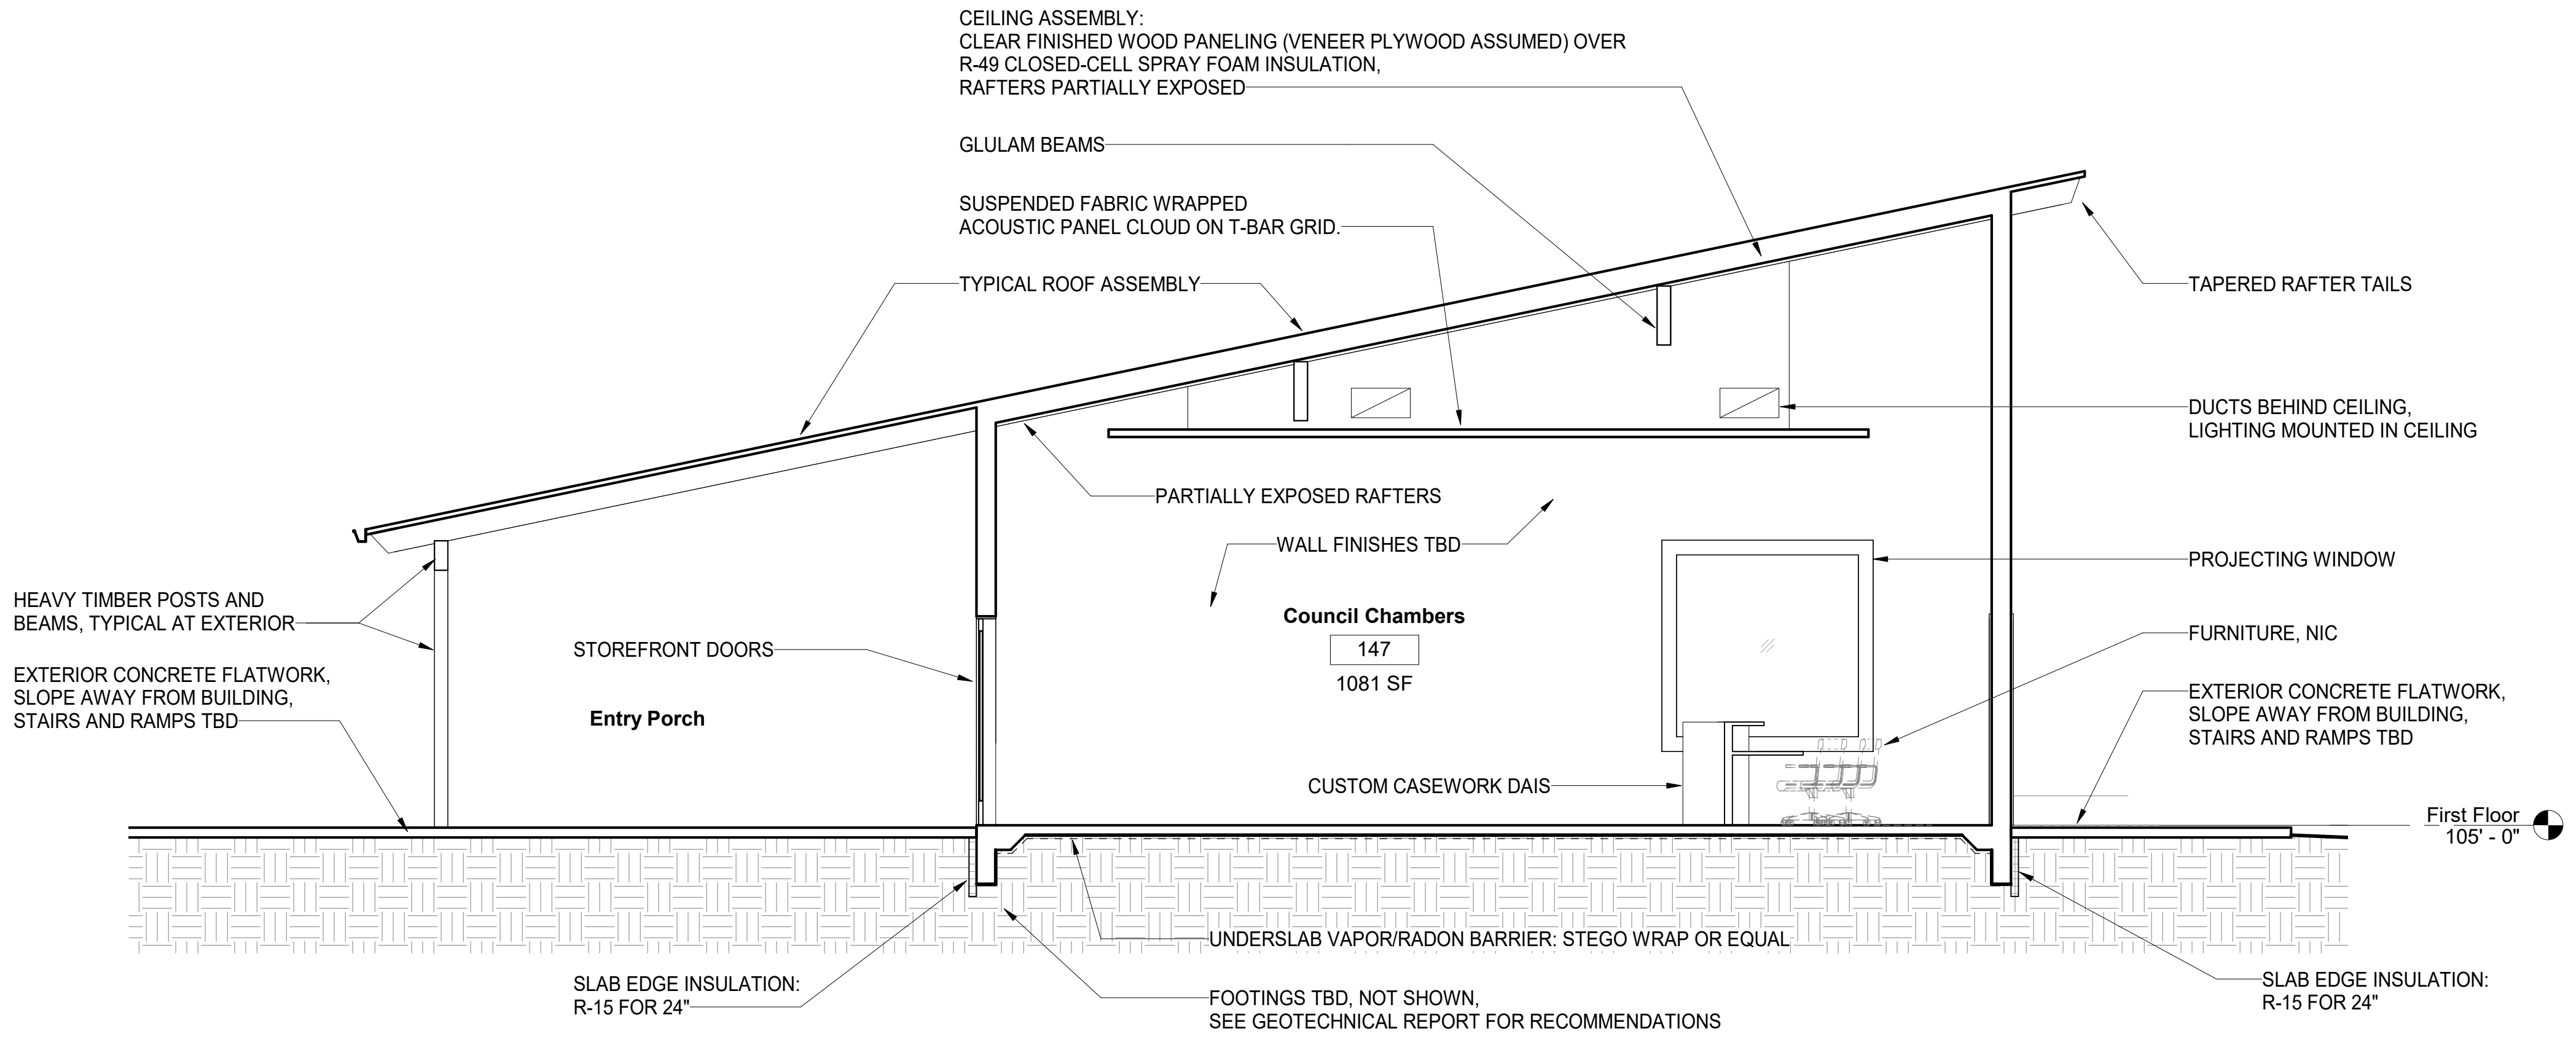 CEILING ASSEMBLY:
CLEAR FINISHED WOOD PANELING (VENEER PLYWOOD ASSUMED) OVER
R-49 CLOSED-CELL SPRAY FOAM INSULATION,
RAFTERS PARTIALLY EXPOSED
GLULAM BEAMS
SUSPENDED FABRIC WRAPPED
ACOUSTIC PANEL CLOUD ON T-BAR GRID.
TYPICAL ROOF ASSEMBLY
TAPERED RAFTER TAILS
DUCTS BEHIND CEILING,
LIGHTING MOUNTED IN CEILING
PARTIALLY EXPOSED RAFTERS
WALL FINISHES TBD
PROJECTING WINDOW
HEAVY TIMBER POSTS AND
BEAMS, TYPICAL AT EXTERIOR
Council Chambers
147
1081 SF
FURNITURE, NIC
STOREFRONT DOORS
EXTERIOR CONCRETE FLATWORK,
SLOPE AWAY FROM BUILDING,
STAIRS AND RAMPS TBD
Entry Porch
EXTERIOR CONCRETE FLATWORK,
SLOPE AWAY FROM BUILDING,
STAIRS AND RAMPS TBD
CUSTOM CASEWORK DAIS
First Floor
105' - 0"
UNDERSLAB VAPOR/RADON BARRIER: STEGO WRAP OR EQUAL
SLAB EDGE INSULATION:
R-15 FOR 24"
FOOTINGS TBD, NOT SHOWN,
SEE GEOTECHNICAL REPORT FOR RECOMMENDATIONS
SLAB EDGE INSULATION:
R-15 FOR 24"